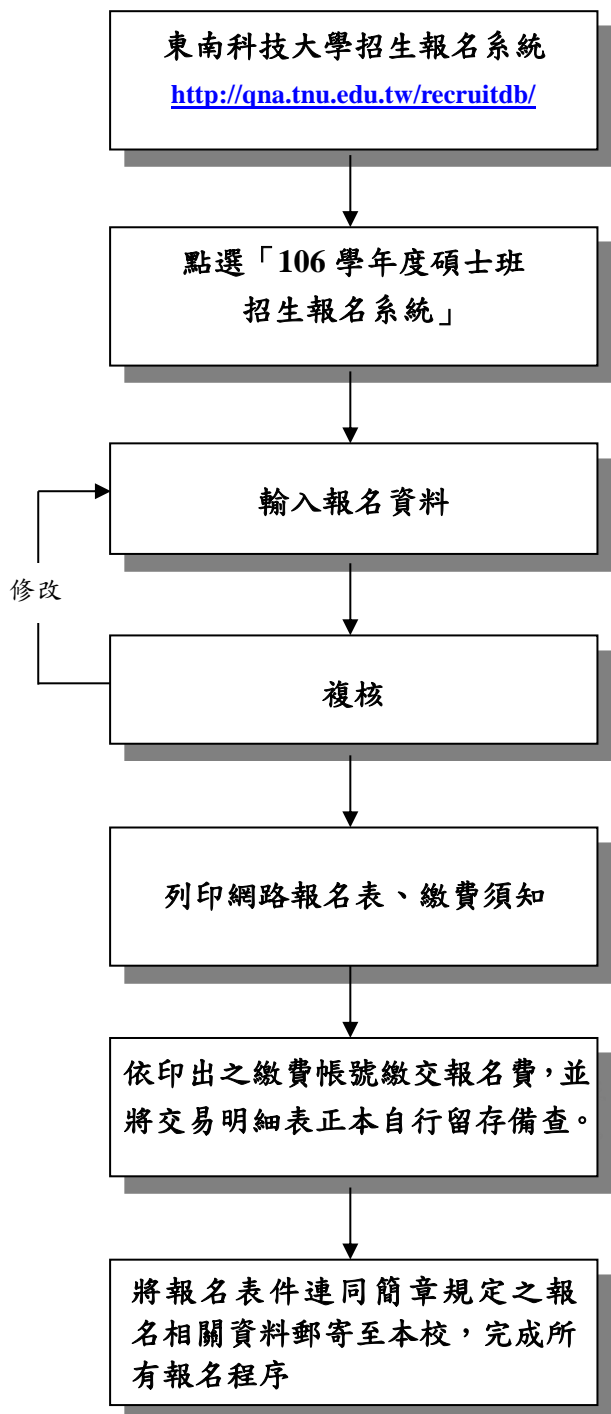 東南科技大學招生報名系統
http://qna.tnu.edu.tw/recruitdb/
點選「106 學年度碩士班
招生報名系統」
輸入報名資料
修改
複核
列印網路報名表、繳費須知
依印出之繳費帳號繳交報名費，並
將交易明細表正本自行留存備查。
將報名表件連同簡章規定之報
名相關資料郵寄至本校，完成所
有報名程序